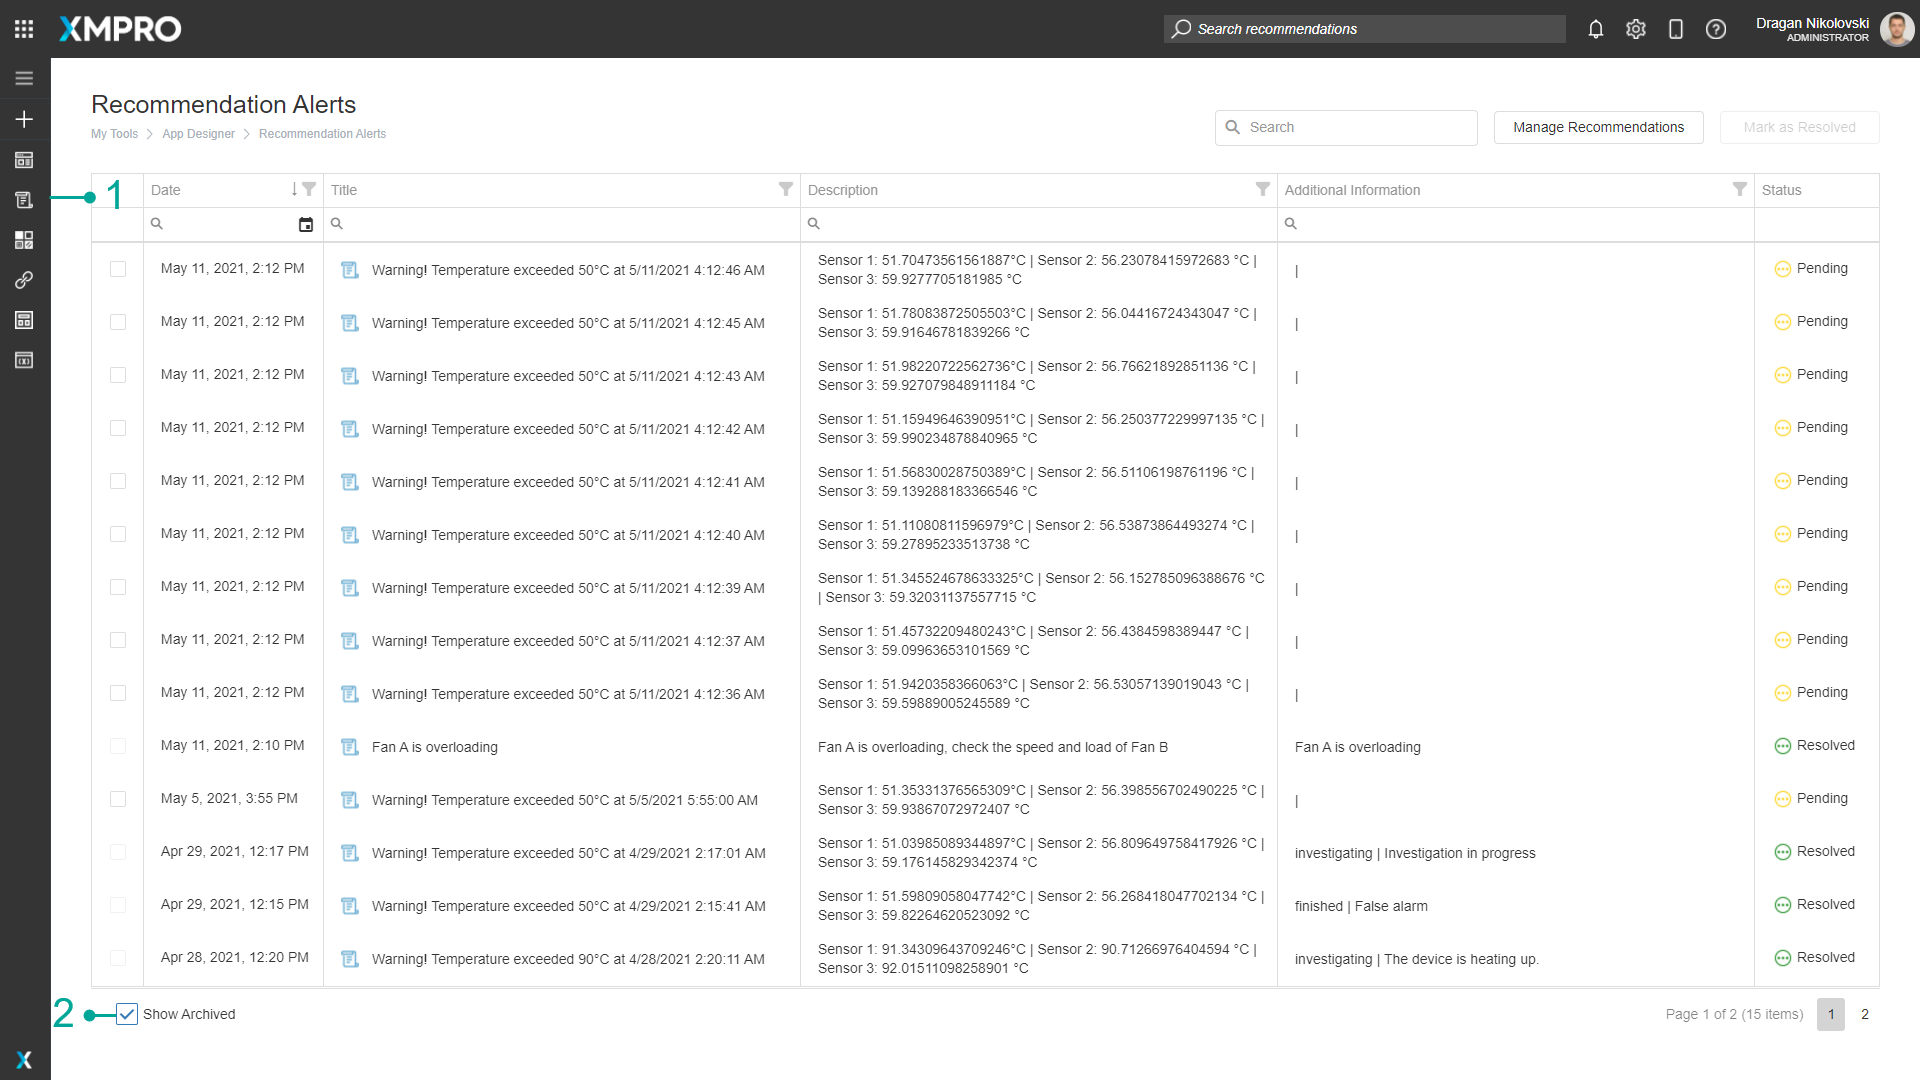 XMPRO
Search recommendations
Dragan Nikolovski
ADMINISTRATOR
Recommendation Alerts
My Tools > App Designer > Recommendation Alerts
Search
Manage Recommendations
Mark as Resolved
1
Date Title Description Additional Information Status
May 11, 2021, 2:12 PM Warning! Temperature exceeded 50°C at 5/11/2021 4:12:46 AM Sensor 1: 51.70473561561887°C | Sensor 2: 56.23078415972683 °C | | Pending
Sensor 3: 59.9277705181985 °C
May 11, 2021, 2:12 PM Warning! Temperature exceeded 50°C at 5/11/2021 4:12:45 AM Sensor 1: 51.78083872505503°C | Sensor 2: 56.04416724343047 °C | | Pending
Sensor 3: 59.91646781839266 °C
May 11, 2021, 2:12 PM Warning! Temperature exceeded 50°C at 5/11/2021 4:12:43 AM Sensor 1: 51.98220722562736°C | Sensor 2: 56.76621892851136 °C | | Pending
Sensor 3: 59.927079848911184 °C
May 11, 2021, 2:12 PM Warning! Temperature exceeded 50°C at 5/11/2021 4:12:42 AM Sensor 1: 51.15949646390951°C | Sensor 2: 56.250377229997135 °C | | Pending
Sensor 3: 59.990234878840965 °C
May 11, 2021, 2:12 PM Warning! Temperature exceeded 50°C at 5/11/2021 4:12:41 AM Sensor 1: 51.56830028750389°C | Sensor 2: 56.51106198761196 °C | | Pending
Sensor 3: 59.139288183366546 °C
May 11, 2021, 2:12 PM Warning! Temperature exceeded 50°C at 5/11/2021 4:12:40 AM Sensor 1: 51.11080811596979°C | Sensor 2: 56.53873864493274 °C | | Pending
Sensor 3: 59.27895233513738 °C
May 11, 2021, 2:12 PM Warning! Temperature exceeded 50°C at 5/11/2021 4:12:39 AM Sensor 1: 51.345524678633325°C | Sensor 2: 56.152785096388676 °C | Pending
| Sensor 3: 59.32031137557715 °C
May 11, 2021, 2:12 PM Warning! Temperature exceeded 50°C at 5/11/2021 4:12:37 AM Sensor 1: 51.45732209480243°C | Sensor 2: 56.4384598389447 °C | | Pending
Sensor 3: 59.09963653101569 °C
May 11, 2021, 2:12 PM Warning! Temperature exceeded 50°C at 5/11/2021 4:12:36 AM Sensor 1: 51.9420358366063°C | Sensor 2: 56.53057139019043 °C | | Pending
Sensor 3: 59.59889005245589 °C
May 11, 2021, 2:10 PM Fan A is overloading Fan A is overloading, check the speed and load of Fan B Fan A is overloading Resolved
May 5, 2021, 3:55 PM Warning! Temperature exceeded 50°C at 5/5/2021 5:55:00 AM Sensor 1: 51.35331376565309°C | Sensor 2: 56.398556702490225 °C | | Pending
Sensor 3: 59.93867072972407 °C
Apr 29, 2021, 12:17 PM Warning! Temperature exceeded 50°C at 4/29/2021 2:17:01 AM Sensor 1: 51.03985089344897°C | Sensor 2: 56.809649758417926 °C | investigating | Investigation in progress Resolved
Sensor 3: 59.176145829342374 °C
Apr 29, 2021, 12:15 PM Warning! Temperature exceeded 50°C at 4/29/2021 2:15:41 AM Sensor 1: 51.59809058047742°C | Sensor 2: 56.268418047702134 °C | finished | False alarm Resolved
Sensor 3: 59.82264620523092 °C
Apr 28, 2021, 12:20 PM Warning! Temperature exceeded 90°C at 4/28/2021 2:20:11 AM Sensor 1: 91.34309643709246°C | Sensor 2: 90.71266976404594 °C | investigating | The device is heating up. Resolved
Sensor 3: 92.01511098258901 °C
2 Show Archived
Page 1 of 2 (15 items) 1 2